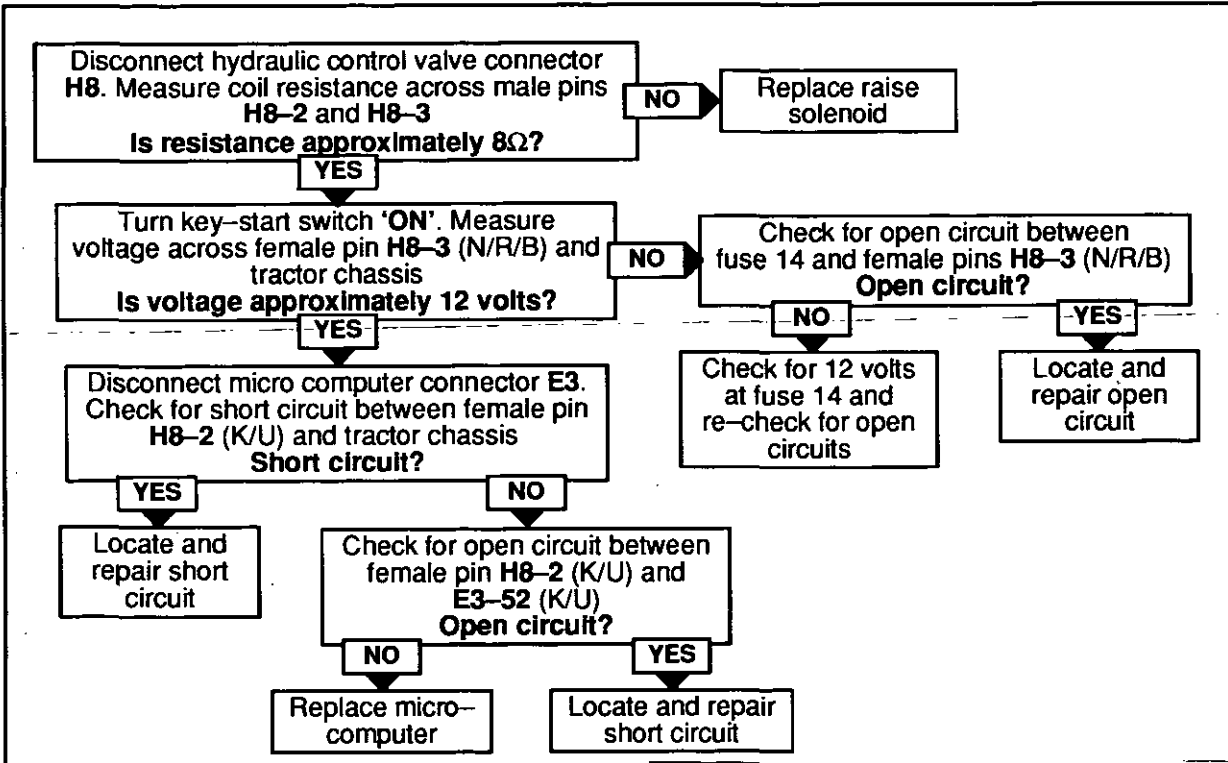 Disconnect hydraulic control valve connector
H8. Measure coil resistance across male pins
H8–2 and H8–3
Is resistance approximately 8Ω?
NO
Replace raise
solenoid
YES
Turn key–start switch 'ON'. Measure
voltage across female pin H8–3 (N/R/B) and
tractor chassis
Is voltage approximately 12 volts?
NO
Check for open circuit between
fuse 14 and female pins H8–3 (N/R/B)
Open circuit?
YES
NO
YES
Disconnect micro computer connector E3.
Check for short circuit between female pin
H8–2 (K/U) and tractor chassis
Short circuit?
Check for 12 volts
at fuse 14 and
re–check for open
circuits
Locate and
repair open
circuit
YES
NO
Locate and
repair short
circuit
Check for open circuit between
female pin H8–2 (K/U) and
E3–52 (K/U)
Open circuit?
NO
YES
Replace micro–
computer
Locate and repair
short circuit